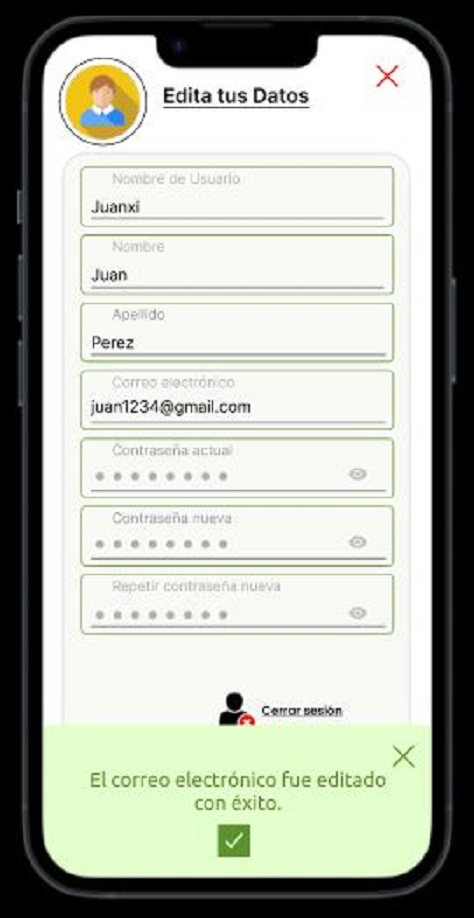 Edita tus Datos
Nombre de Usuario
Juanxi
Nombre
Juan
Apellido
Perez
Correo electrónico
juan1234@gmail.com
Contraseña actual
Contraseña nueva
Repetir contraseña nueva
Cerrar sesión
El correo electrónico fue editado
con éxito.